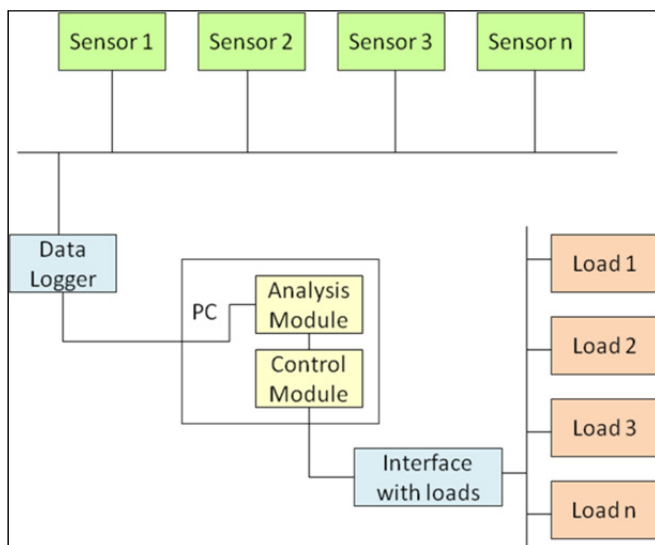 Sensor 1
Sensor 2
Sensor 3
Sensor n
Data
Logger
PC
Analysis
Module
Control
Module
Interface
with loads
Load 1
Load 2
Load 3
Load n